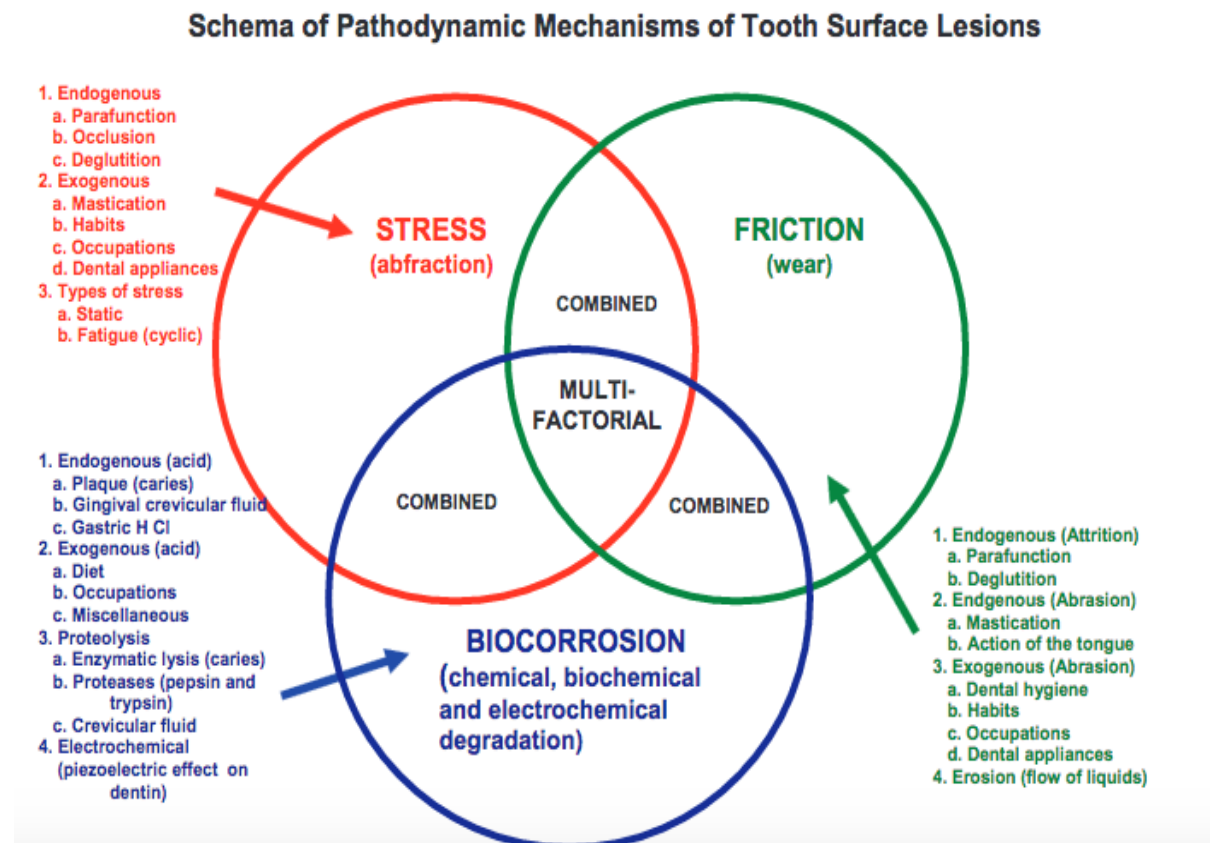 Schema of Pathodynamic Mechanisms of Tooth Surface Lesions
1. Endogenous
a. Parafunction
b. Occlusion
c. Deglutition
2. Exogenous
a. Mastication
b. Habits
c. Occupations
d. Dental appliances
3. Types of stress
a. Static
b. Fatigue (cyclic)
STRESS
(abfraction)
FRICTION
(wear)
COMBINED
MULTI-
FACTORIAL
COMBINED
COMBINED
1. Endogenous (acid)
a. Plaque (caries)
b. Gingival crevicular fluid
c. Gastric H Cl
2. Exogenous (acid)
a. Diet
b. Occupations
c. Miscellaneous
3. Proteolysis
a. Enzymatic lysis (caries)
b. Proteases (pepsin and
trypsin)
c. Crevicular fluid
4. Electrochemical
(piezoelectric effect on
dentin)
BIOCORROSION
(chemical, biochemical
and electrochemical
degradation)
1. Endogenous (Attrition)
a. Parafunction
b. Deglutition
2. Endgenous (Abrasion)
a. Mastication
b. Action of the tongue
3. Exogenous (Abrasion)
a. Dental hygiene
b. Habits
c. Occupations
d. Dental appliances
4. Erosion (flow of liquids)